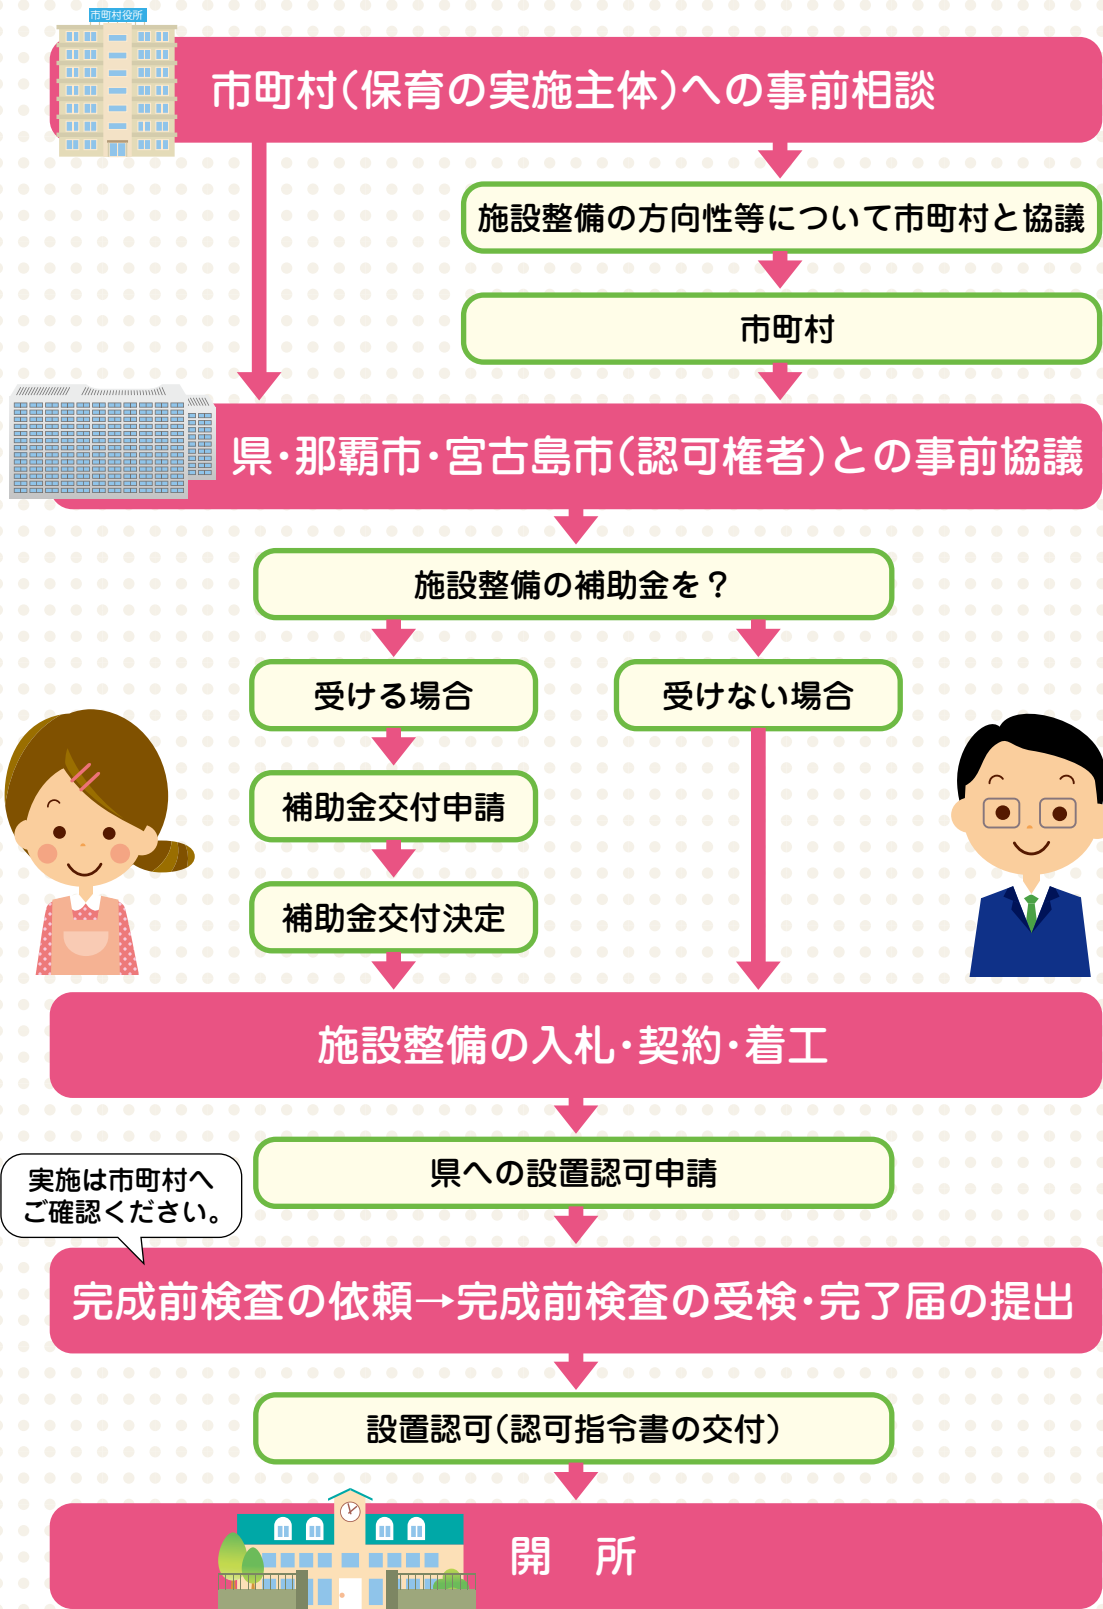 市町村役所
市町村(保育の実施主体)への事前相談
施設整備の方向性等について市町村と協議
市町村
県・那覇市・宮古島市(認可権者)との事前協議
施設整備の補助金を？
受ける場合
受けない場合
補助金交付申請
補助金交付決定
施設整備の入札・契約・着工
県への設置認可申請
実施は市町村へ
ご確認ください。
完成前検査の依頼→完成前検査の受検・完了届の提出
設置認可(認可指令書の交付)
開　所